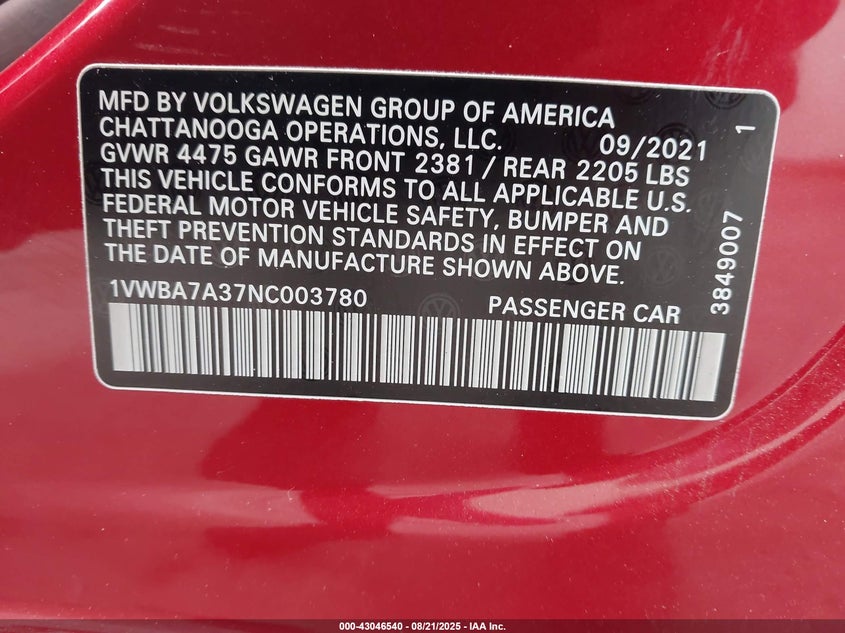 MFD BY VOLKSWAGEN GROUP OF AMERICA
CHATTANOOGA OPERATIONS, LLC. 09/2021
GVWR 4475 GAWR FRONT 2381 / REAR 2205 LBS
THIS VEHICLE CONFORMS TO ALL APPLICABLE U.S.
FEDERAL MOTOR VEHICLE SAFETY, BUMPER AND
THEFT PREVENTION STANDARDS IN EFFECT ON
THE DATE OF MANUFACTURE SHOWN ABOVE.
1VWBA7A37NC003780 PASSENGER CAR
3849007 1
000-43046540 - 08/21/2025 - IAA Inc.